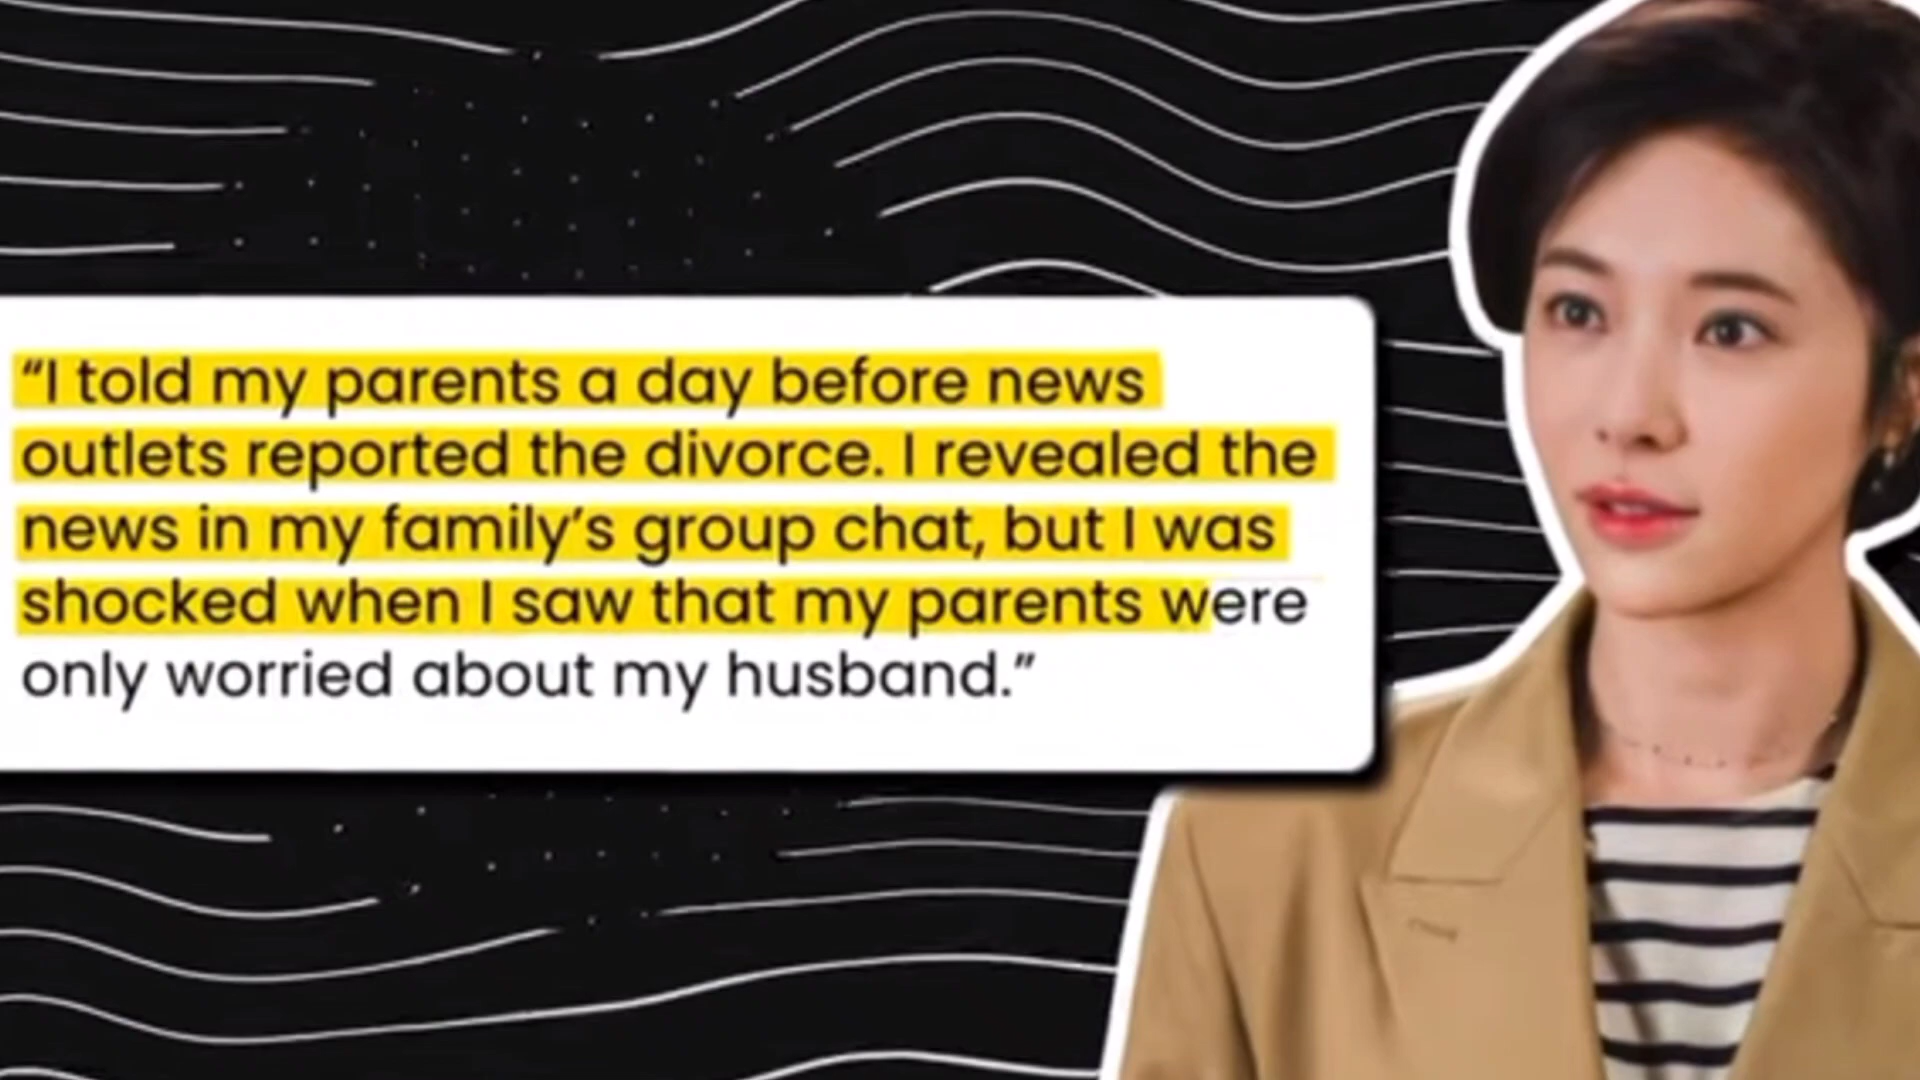 “I told my parents a day before news
outlets reported the divorce. I revealed the
news in my family’s group chat, but I was
shocked when I saw that my parents were
only worried about my husband.”